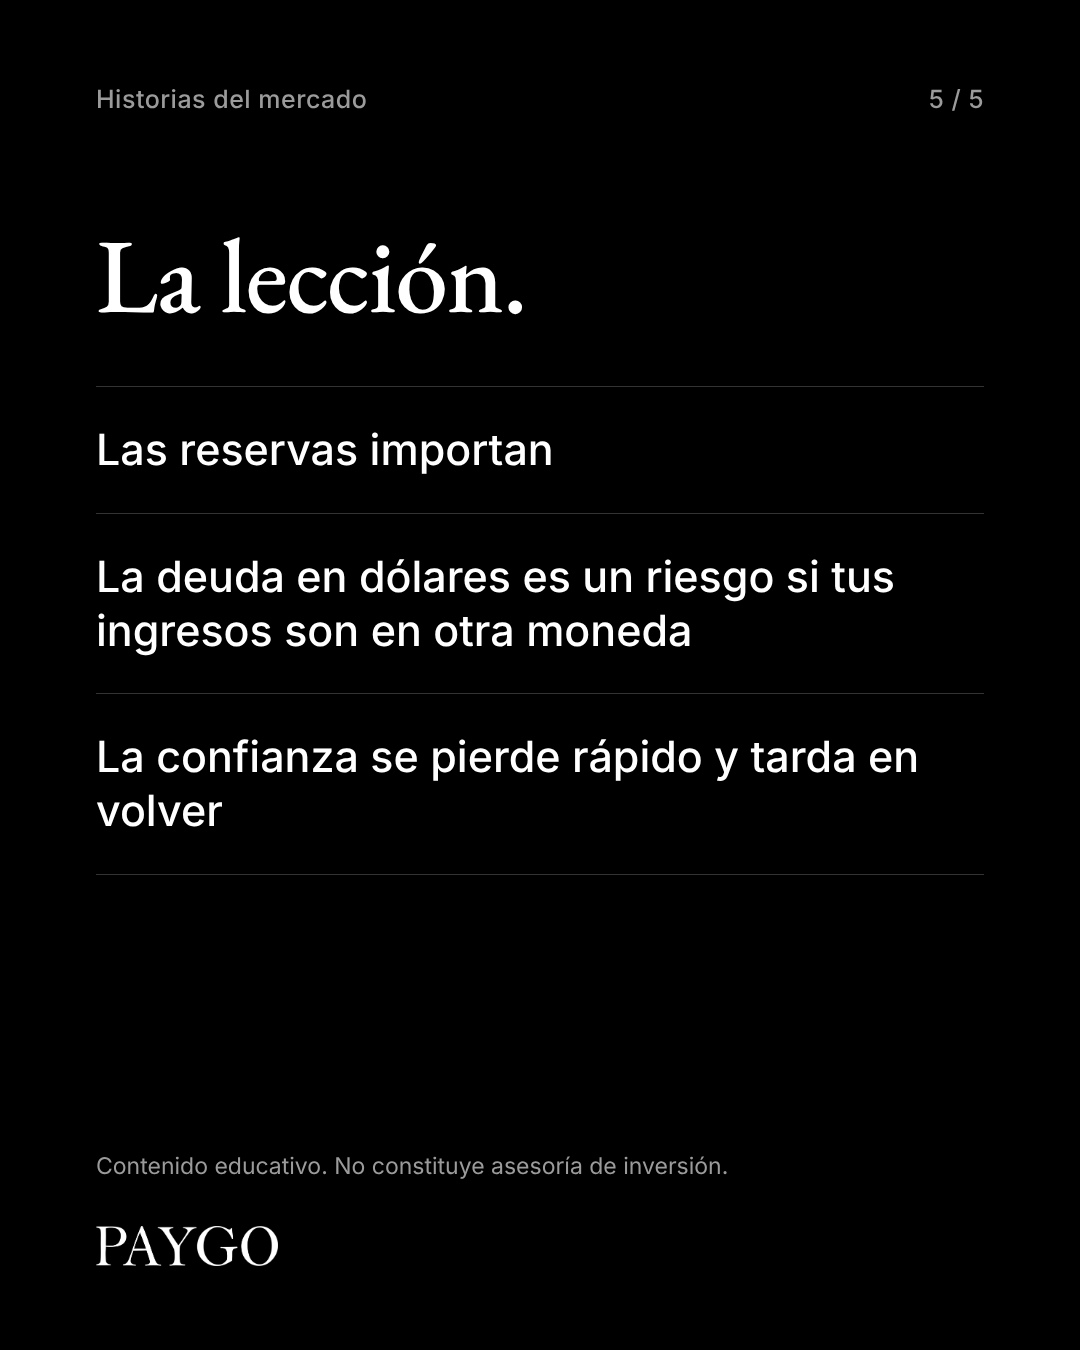 Historias del mercado
5 / 5
La lección.
Las reservas importan
La deuda en dólares es un riesgo si tus
ingresos son en otra moneda
La confianza se pierde rápido y tarda en
volver
Contenido educativo. No constituye asesoría de inversión.
PAYGO